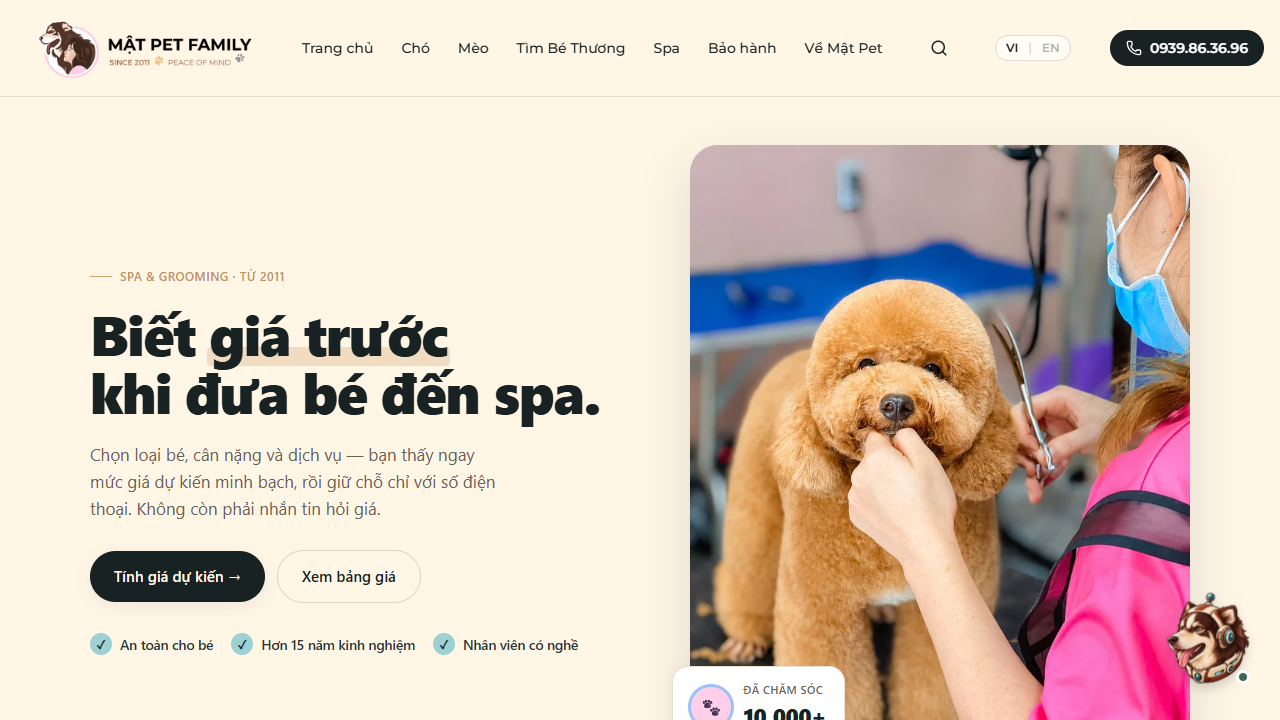 MẬT PET FAMILY
SINCE 2011 PEACE OF MIND
Trang chủ
Chó
Mèo
Tìm Bé Thương
Spa
Bảo hành
Về Mật Pet
VI | EN
0939.86.36.96
SPA & GROOMING · TỪ 2011
Biết giá trước
khi đưa bé đến spa.
Chọn loại bé, cân nặng và dịch vụ — bạn thấy ngay
mức giá dự kiến minh bạch, rồi giữ chỗ chỉ với số điện
thoại. Không còn phải nhắn tin hỏi giá.
Tính giá dự kiến →
Xem bảng giá
✓ An toàn cho bé
✓ Hơn 15 năm kinh nghiệm
✓ Nhân viên có nghề
ĐÃ CHĂM SÓC
10.000+